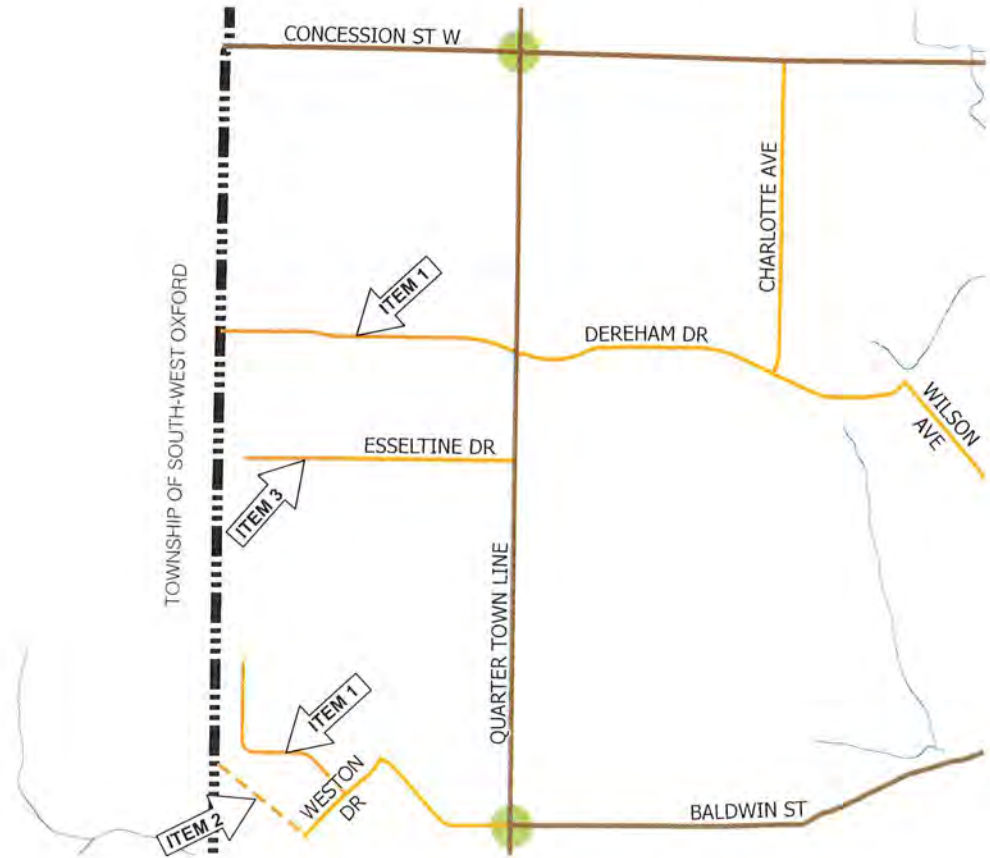 CONCESSION ST W
CHARLOTTE AVE
TOWNSHIP OF SOUTH-WEST OXFORD
ITEM 1
DEREHAM DR
WILSON
AVE
ESSELTINE DR
ITEM 3
QUARTER TOWN LINE
ITEM 1
WESTON
DR
ITEM 2
BALDWIN ST